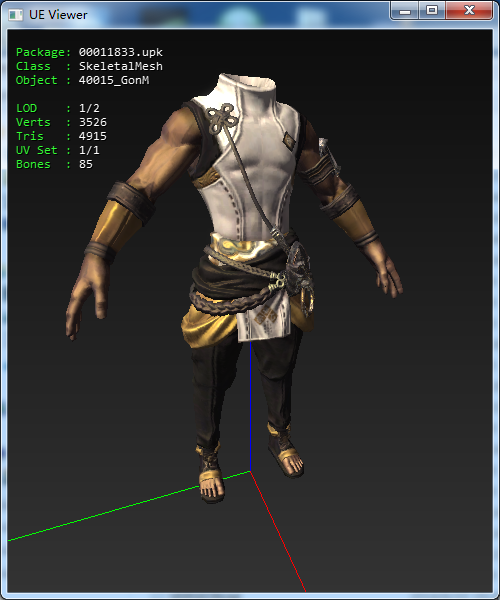 UE Viewer
Package: 00011833.upk
Class : SkeletalMesh
Object : 40015_GonM
LOD : 1/2
Verts : 3526
Tris : 4915
UV Set : 1/1
Bones : 85